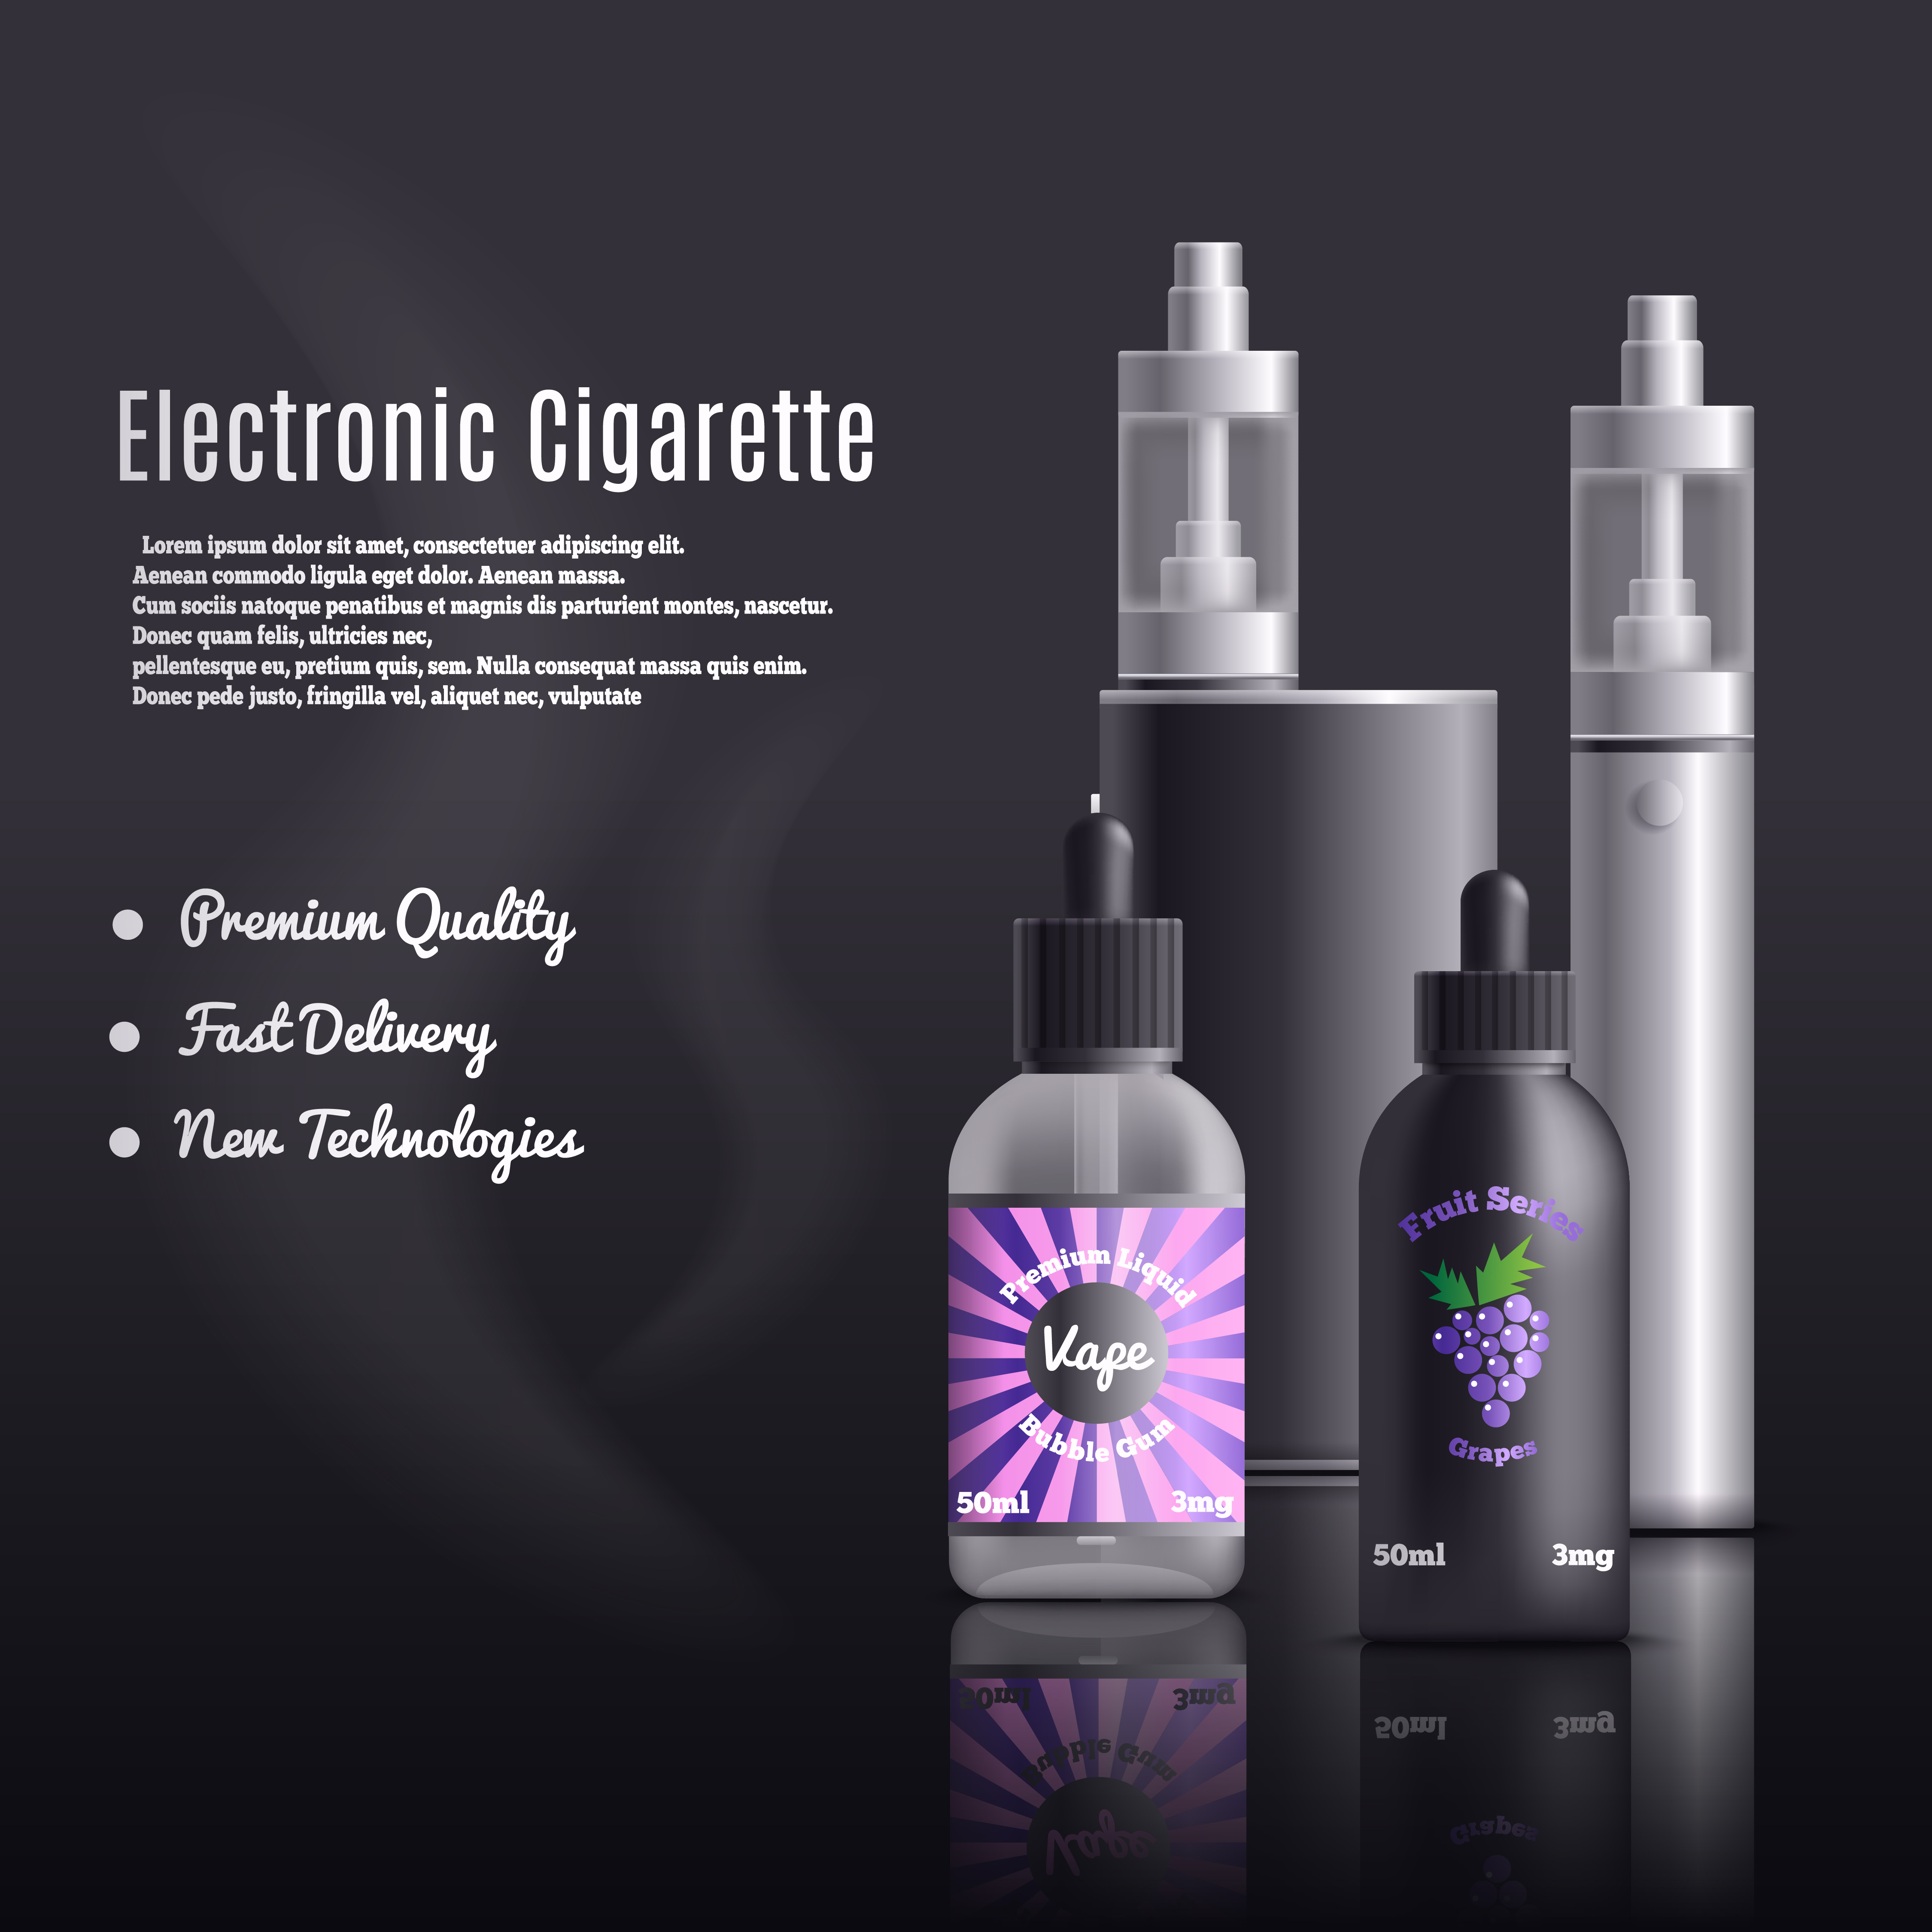 Electronic Cigarette
Lorem ipsum dolor sit amet, consectetuer adipiscing elit.
Aenean commodo ligula eget dolor. Aenean massa.
Cum sociis natoque penatibus et magnis dis parturient montes, nascetur.
Donec quam felis, ultricies nec,
pellentesque eu, pretium quis, sem. Nulla consequat massa quis enim.
Donec pede justo, fringilla vel, aliquet nec, vulputate
Premium Quality
Fast Delivery
New Technologies
Premium Liquid
Vape
Bubble Gum
50ml 3mg
Fruit Series
Grapes
50ml 3mg